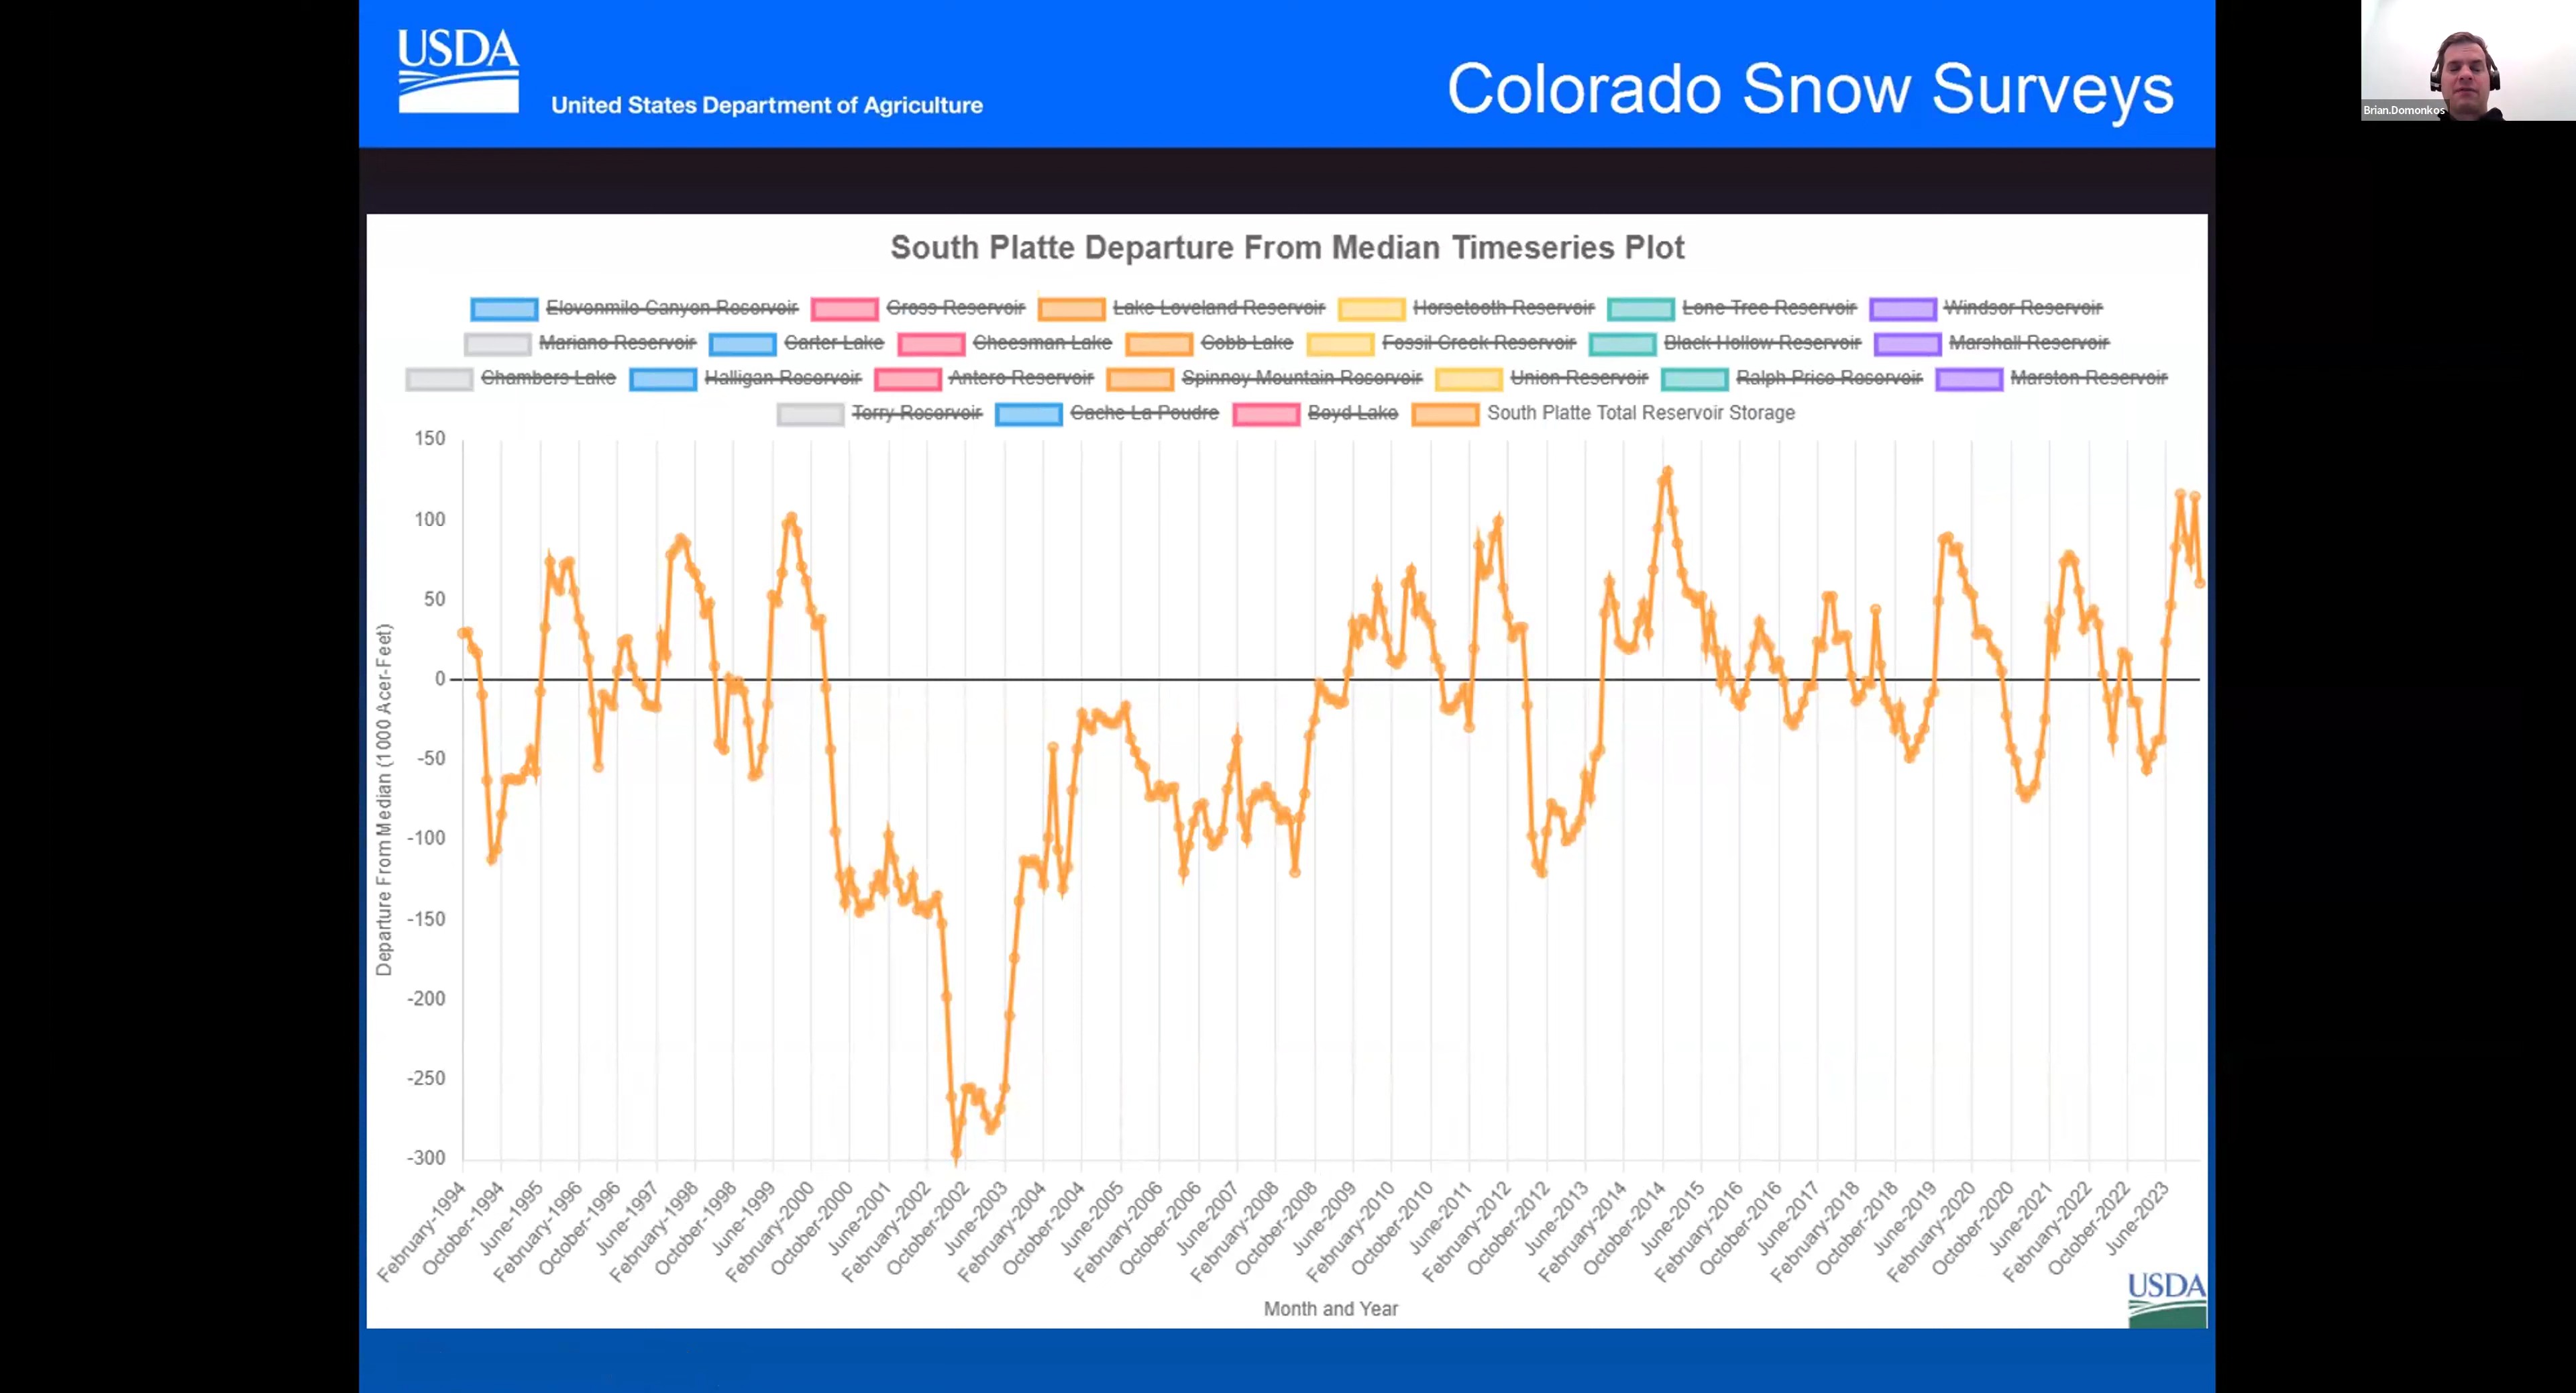 USDA
United States Department of Agriculture
Colorado Snow Surveys
Brian.Domonkos
South Platte Departure From Median Timeseries Plot
Elevenmile Canyon Reservoir Gross Reservoir Lake Loveland Reservoir Horsetooth Reservoir Lone Tree Reservoir Windsor Reservoir
Mariano Reservoir Carter Lake Cheesman Lake Cobb Lake Fossil Creek Reservoir Black Hollow Reservoir Marshall Reservoir
Chambers Lake Halligan Reservoir Antero Reservoir Spinney Mountain Reservoir Union Reservoir Ralph Price Reservoir Marston Reservoir
Terry Reservoir Cache La Poudre Boyd Lake South Platte Total Reservoir Storage
150
100
50
0
-50
-100
-150
-200
-250
-300
Departure From Median (1000 Acer-Feet)
February-1994 October-1994 June-1995 February-1996 October-1996 June-1997 February-1998 October-1998 June-1999 February-2000 October-2000 June-2001 February-2002 October-2002 June-2003 February-2004 October-2004 June-2005 February-2006 October-2006 June-2007 February-2008 October-2008 June-2009 February-2010 October-2010 June-2011 February-2012 October-2012 June-2013 February-2014 October-2014 June-2015 February-2016 October-2016 June-2017 February-2018 October-2018 June-2019 February-2020 October-2020 June-2021 February-2022 October-2022 June-2023
Month and Year
USDA